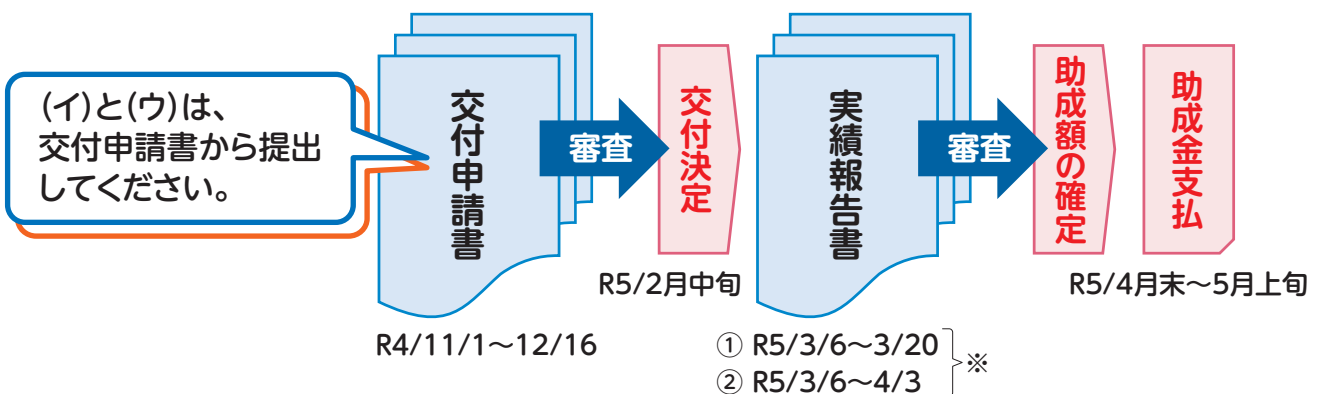 (イ)と(ウ)は、
交付申請書から提出
してください。
交付申請書
審査
交付決定
実績報告書
審査
助成額の確定
助成金支払
R5/2月中旬
R5/4月末〜5月上旬
R4/11/1〜12/16
① R5/3/6〜3/20
② R5/3/6〜4/3
※